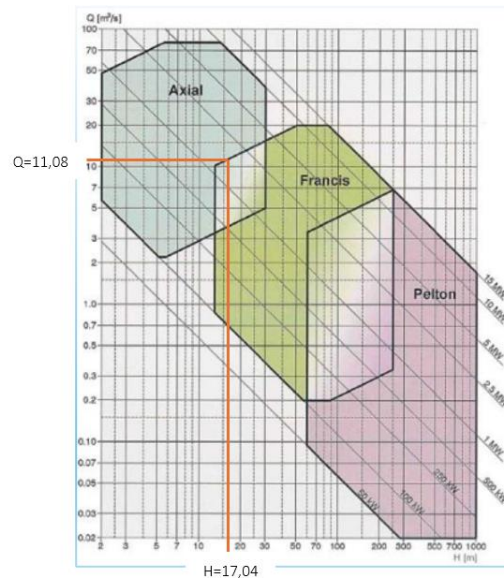 Q [m³/s]
100
70
50
30
20
10
7
5
3
2
1.0
0.7
0.5
0.3
0.2
0.10
0.07
0.05
0.03
0.02
Q=11,08
Axial
Francis
Pelton
15 MW
10 MW
5 MW
2.5 MW
1 MW
500 kW
250 kW
100 kW
50 kW
2 3 5 7 10 20 30 50 70 100 200 300 500 700 1000
H [m]
H=17,04